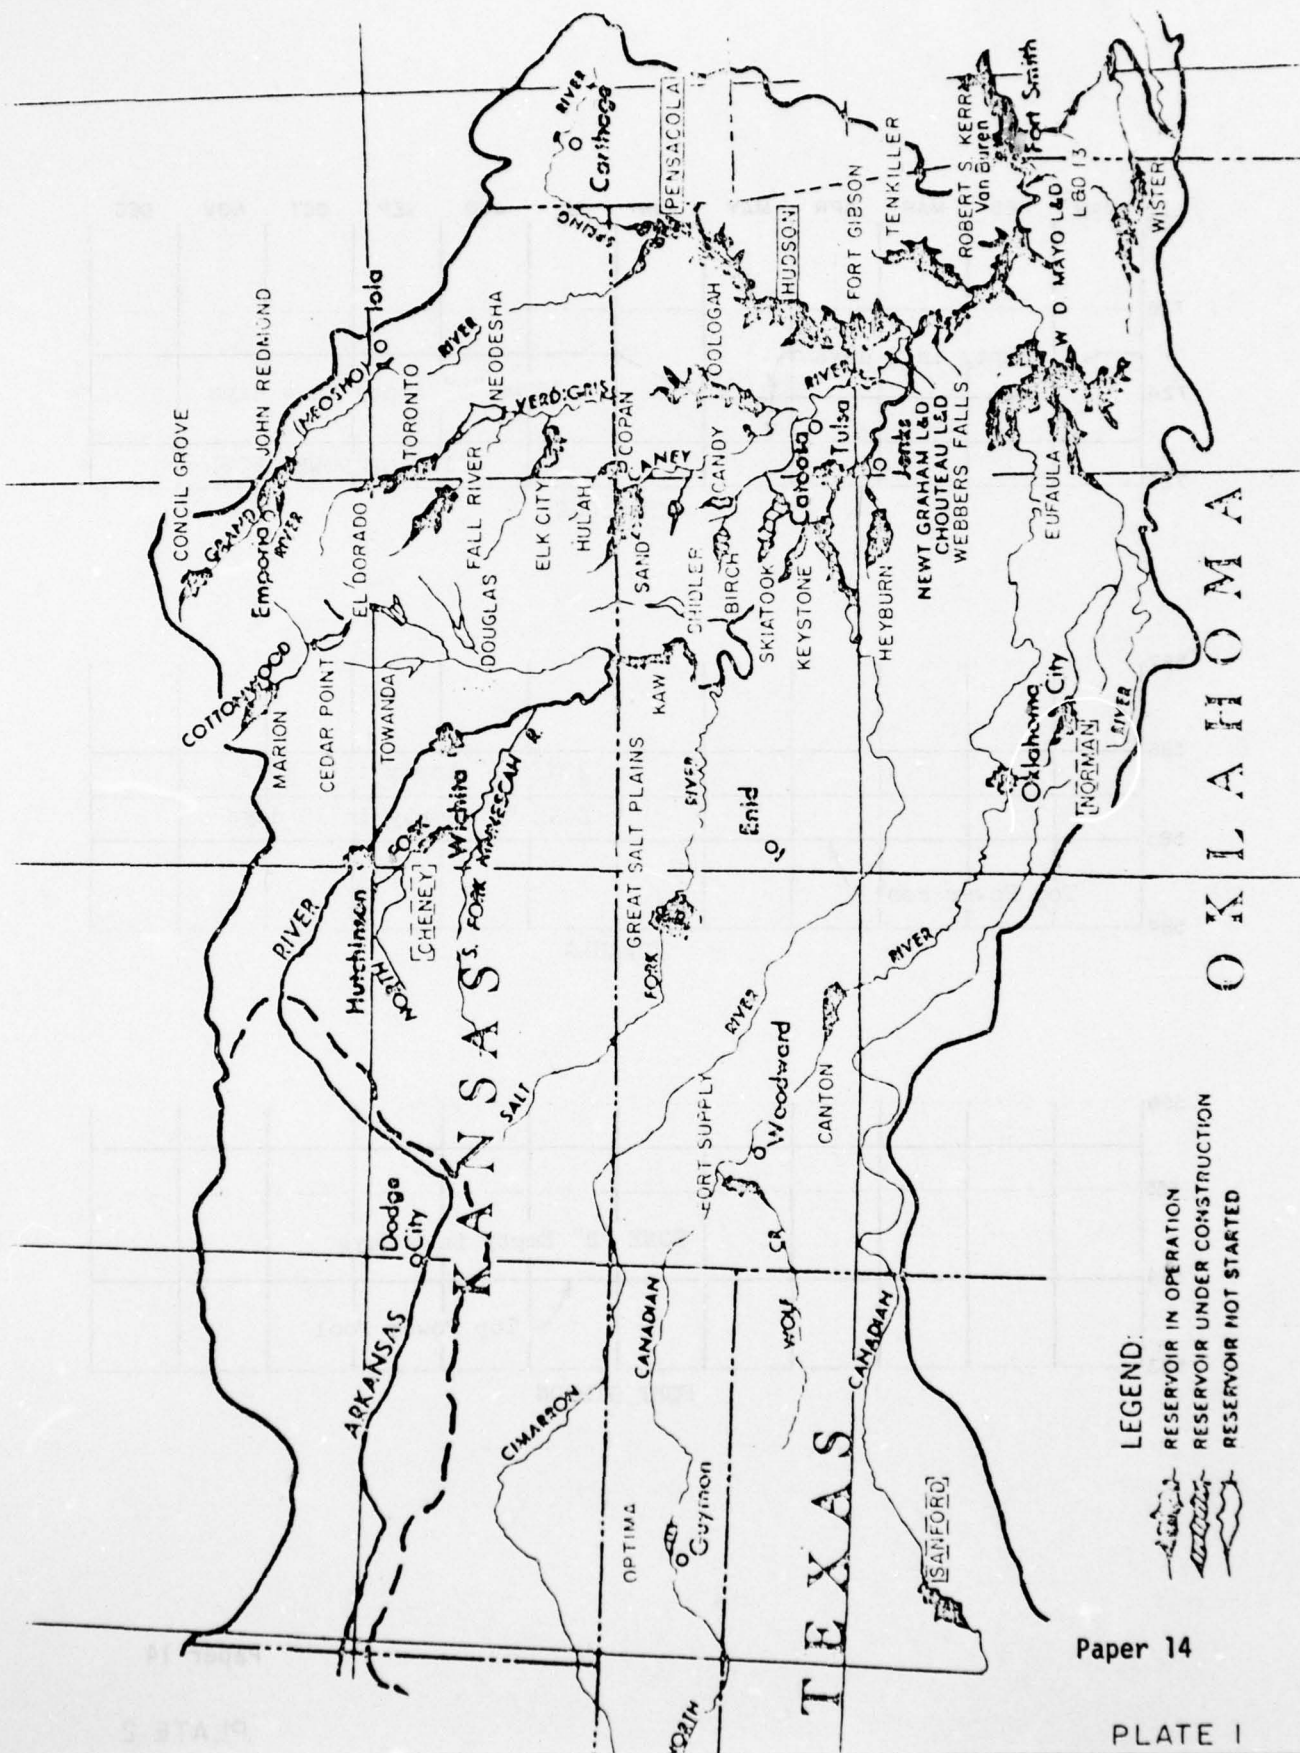 CONCIL GROVE
JOHN REDMOND
Iola
GRAND
(NEOSHO)
RIVER
Emporia
RIVER
COTTONWOOD
MARION
CEDAR POINT
EL DORADO
TORONTO
TOWANDA
DOUGLAS
FALL RIVER
NEODESHA
VERDIGRIS
ELK CITY
HULAH
COPAN
RIVER
Carthage
SPRING
PENSACOLA
HUDSON
FORT GIBSON
TENKILLER
ROBERT S. KERR
Van Buren
Fort Smith
L&D 13
W. D. MAYO L&D
WISTER
OOLOGAH
CANDY
SAND
SHIDLER
BIRCH
SKIATOOK
KEYSTONE
Catoosa
RIVER
Tulsa
Jenks
HEYBURN
NEWT GRAHAM L&D
CHOUTEAU L&D
WEBBERS FALLS
EUFAULA
KAW
Oklahoma
City
NORMAN
RIVER
GREAT SALT PLAINS
RIVER
Enid
Wichita
Hutchinson
RIVER
NORTH
CHENEY
S. FORK NINNESCAH R.
KANSAS
SALT
FORK
RIVER
RIVER
FORT SUPPLY
Woodward
CANTON
Dodge
City
ARKANSAS
CIMARRON
CANADIAN
WOLF
CR
CANADIAN
OPTIMA
Guymon
NORTH
SANFORD
TEXAS
OKLAHOMA
LEGEND:
RESERVOIR IN OPERATION
RESERVOIR UNDER CONSTRUCTION
RESERVOIR NOT STARTED
Paper 14
PLATE 1